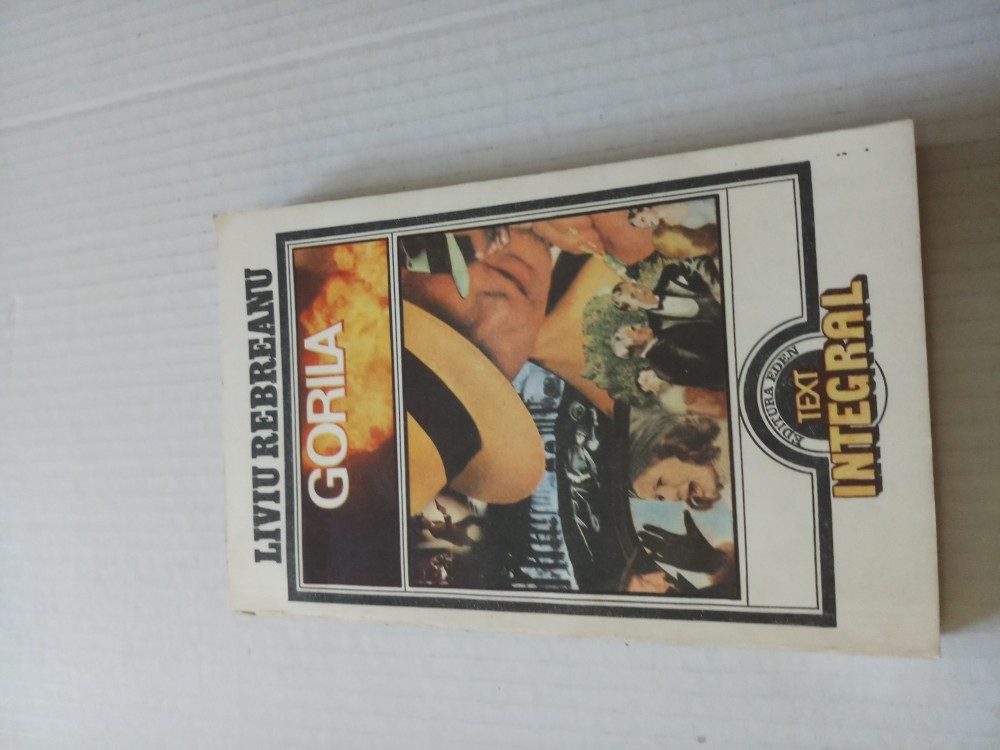 LIVIU REBREANU
GORILA
EDITURA EDEN
TEXT
INTEGRAL